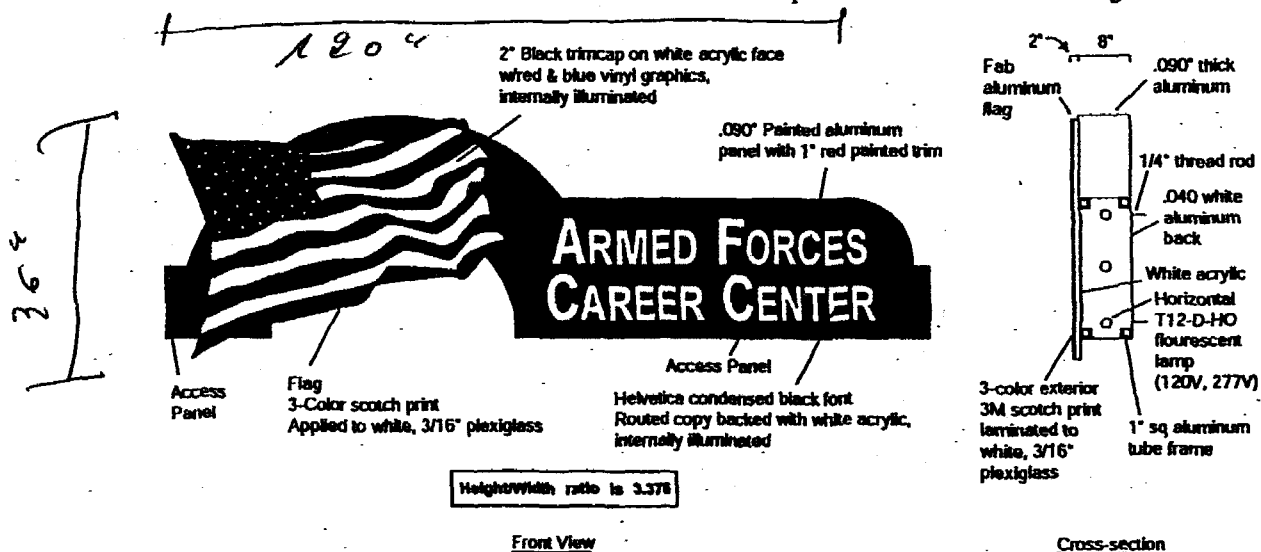 120"
2" Black trimcap on white acrylic face
w/red & blue vinyl graphics,
internally illuminated
.090" Painted aluminum
panel with 1" red painted trim
36"
ARMED FORCES
CAREER CENTER
Access
Panel
Flag
3-Color scotch print
Applied to white, 3/16" plexiglass
Access Panel
Helvetica condensed black font
Routed copy backed with white acrylic,
internally illuminated
Height/Width ratio is 3.376
Front View
2"
8"
Fab
aluminum
flag
.090" thick
aluminum
1/4" thread rod
.040 white
aluminum
back
White acrylic
Horizontal
T12-D-HO
flourescent
lamp
(120V, 277V)
3-color exterior
3M scotch print
laminated to
white, 3/16"
plexiglass
1" sq aluminum
tube frame
Cross-section